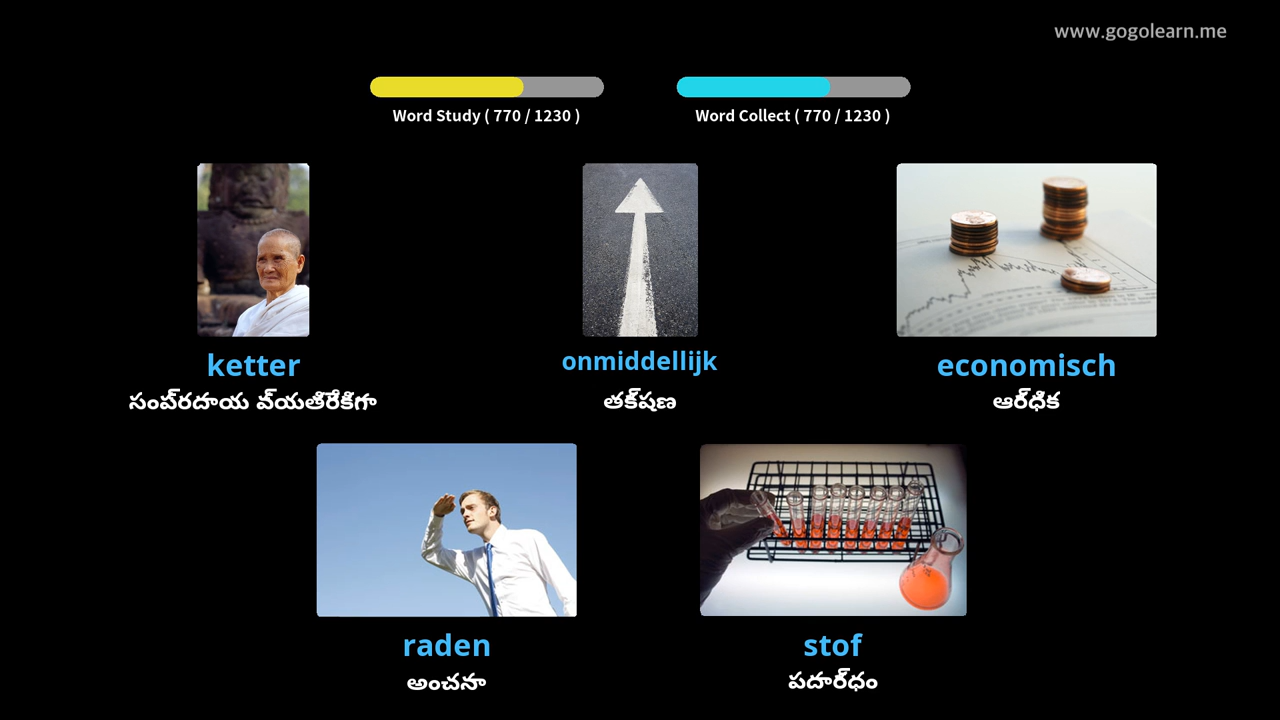 www.gogolearn.me
Word Study ( 770 / 1230 )
Word Collect ( 770 / 1230 )
ketter
onmiddellijk
economisch
సంప్రదాయ వ్యతిరేకిగా
తక్షణ
ఆర్ధిక
raden
stof
అంచనా
పదార్ధం